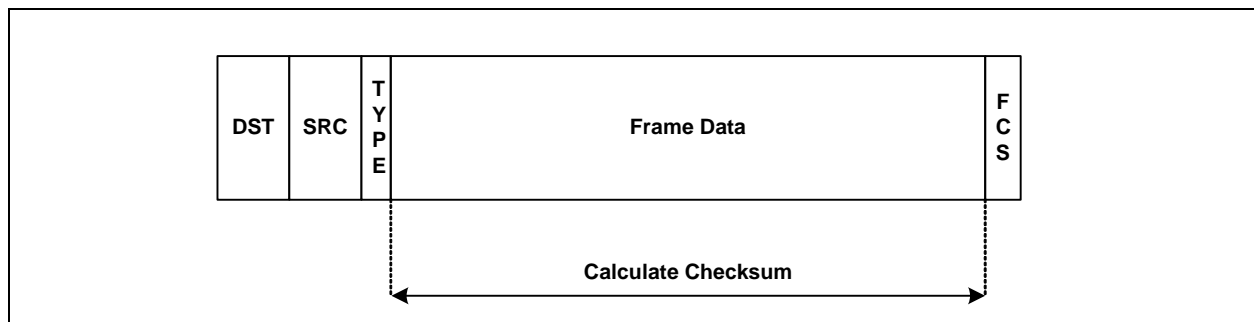 DST
SRC
T
Y
P
E
Frame Data
F
C
S
Calculate Checksum